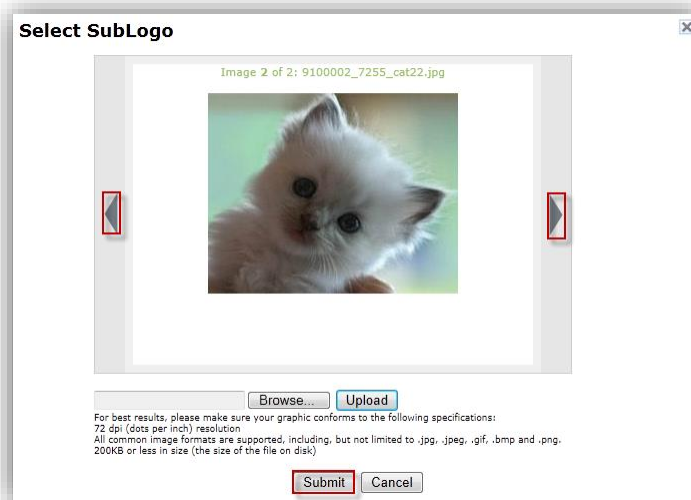 Select SubLogo
Image 2 of 2: 9100002_7255_cat22.jpg
Browse... Upload
For best results, please make sure your graphic conforms to the following specifications:
72 dpi (dots per inch) resolution
All common image formats are supported, including, but not limited to .jpg, .jpeg, .gif, .bmp and .png.
200KB or less in size (the size of the file on disk)
Submit Cancel